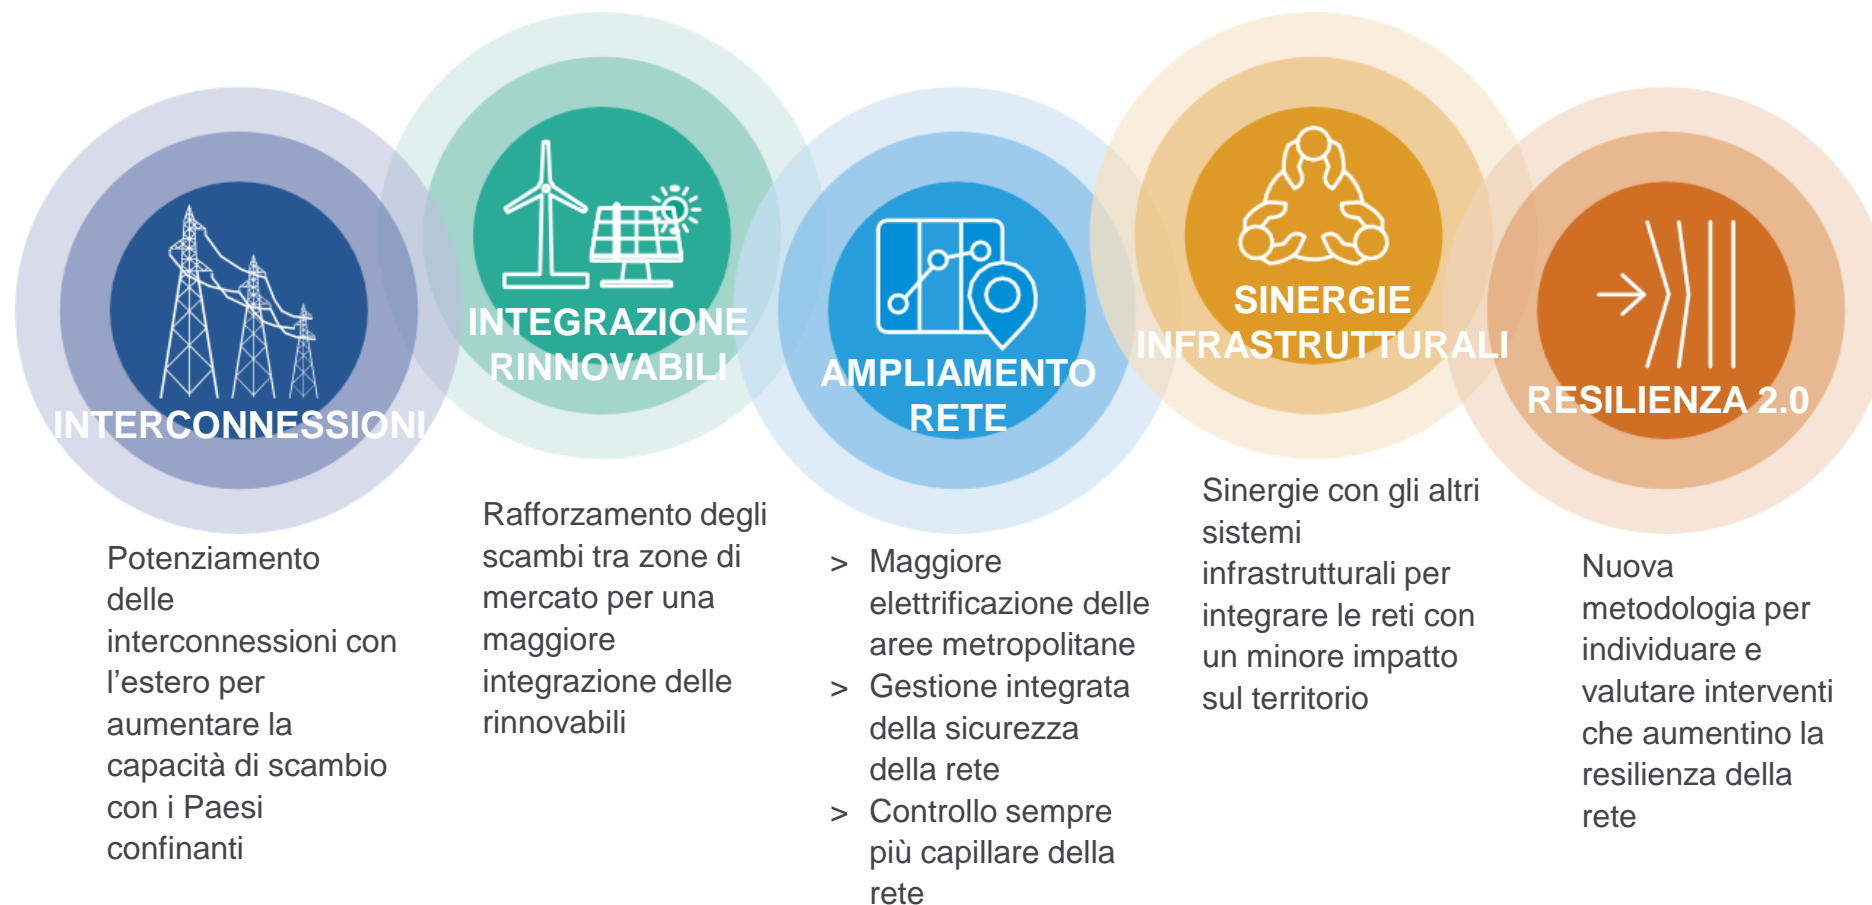 INTERCONNESSIONI
Potenziamento
delle
interconnessioni con
l’estero per
aumentare la
capacità di scambio
con i Paesi
confinanti
INTEGRAZIONE
RINNOVABILI
Rafforzamento degli
scambi tra zone di
mercato per una
maggiore
integrazione delle
rinnovabili
AMPLIAMENTO
RETE
> Maggiore
elettrificazione delle
aree metropolitane
> Gestione integrata
della sicurezza
della rete
> Controllo sempre
più capillare della
rete
SINERGIE
INFRASTRUTTURALI
Sinergie con gli altri
sistemi
infrastrutturali per
integrare le reti con
un minore impatto
sul territorio
RESILIENZA 2.0
Nuova
metodologia per
individuare e
valutare interventi
che aumentino la
resilienza della
rete